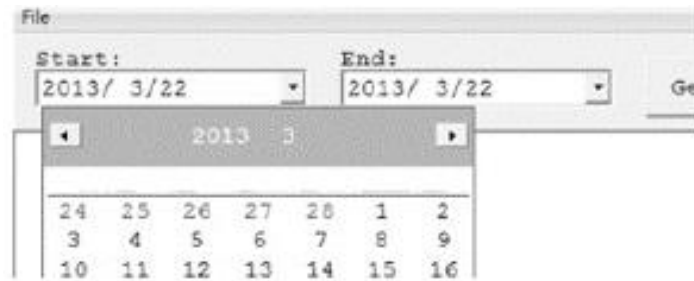 File
Start: End:
2013/ 3/22 2013/ 3/22 Ge
2013 3
24 25 26 27 28 1 2
3 4 5 6 7 8 9
10 11 12 13 14 15 16